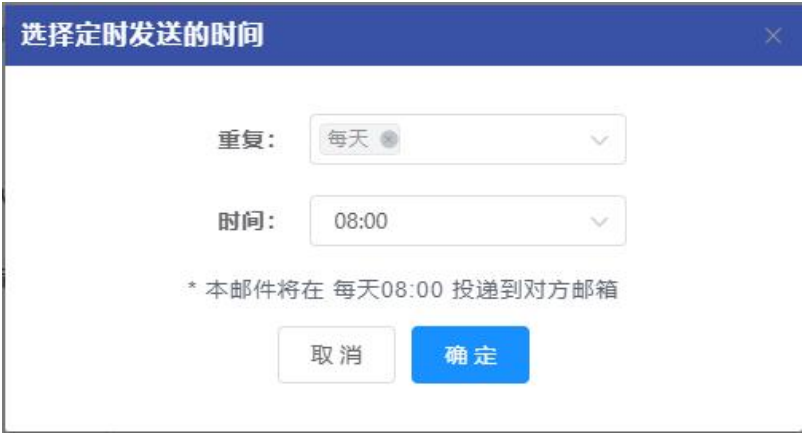 选择定时发送的时间
重复： 每天
时间： 08:00
* 本邮件将在 每天08:00 投递到对方邮箱
取消 确定